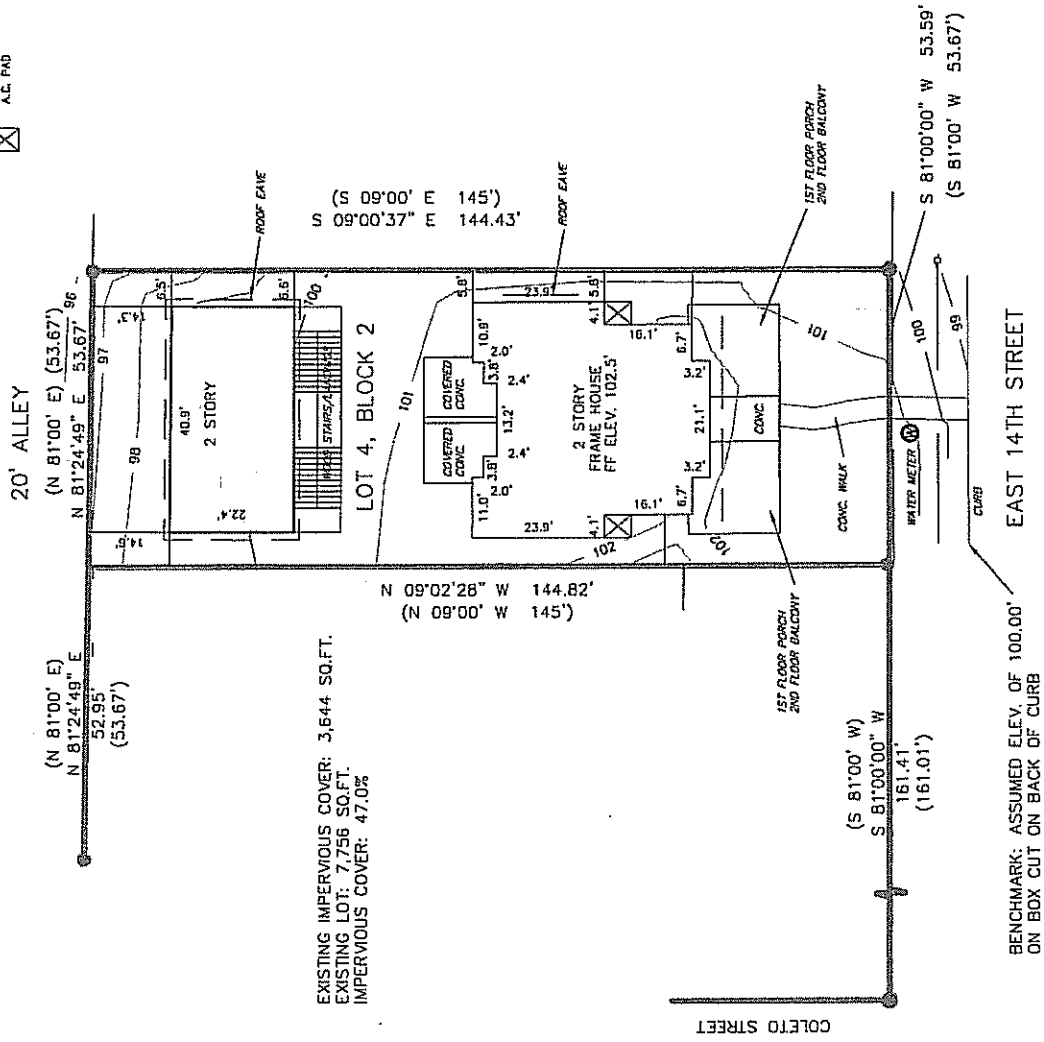 A.C. PAD
20' ALLEY
(N 81°00' E) (53.67')
N 81°24'49" E 53.67'
96
(N 81°00' E)
N 81°24'49" E
52.95'
(53.67')
97
98
14.3'
14.6'
6.5'
40.9'
2 STORY
22.4'
6.6'
100
ROOF EAVE
WOOD STAIRS/
LOT 4, BLOCK 2
(S 09°00' E 145')
S 09°00'37" E 144.43'
101
5.8'
ROOF EAVE
COVERED CONC.
COVERED CONC.
10.9'
2.0'
3.8'
2.4'
13.2'
2.4'
3.8'
2.0'
11.0'
23.9'
23.9'
5.8'
4.1'
4.1'
16.1'
16.1'
2 STORY
FRAME HOUSE
FF ELEV. 102.5'
6.7'
3.2'
21.1'
3.2'
6.7'
102
102
101
CONC.
1ST FLOOR PORCH
2ND FLOOR BALCONY
1ST FLOOR PORCH
2ND FLOOR BALCONY
N 09°02'28" W 144.82'
(N 09°00' W 145')
EXISTING IMPERVIOUS COVER: 3,644 SQ.FT.
EXISTING LOT: 7,756 SQ.FT.
IMPERVIOUS COVER: 47.0%
CONC. WALK
WATER METER
W
100
99
CURB
S 81°00'00" W 53.59'
(S 81°00' W 53.67')
(S 81°00' W)
S 81°00'00" W
161.41'
(161.01')
COLETO STREET
EAST 14TH STREET
BENCHMARK: ASSUMED ELEV. OF 100.00'
ON BOX CUT ON BACK OF CURB